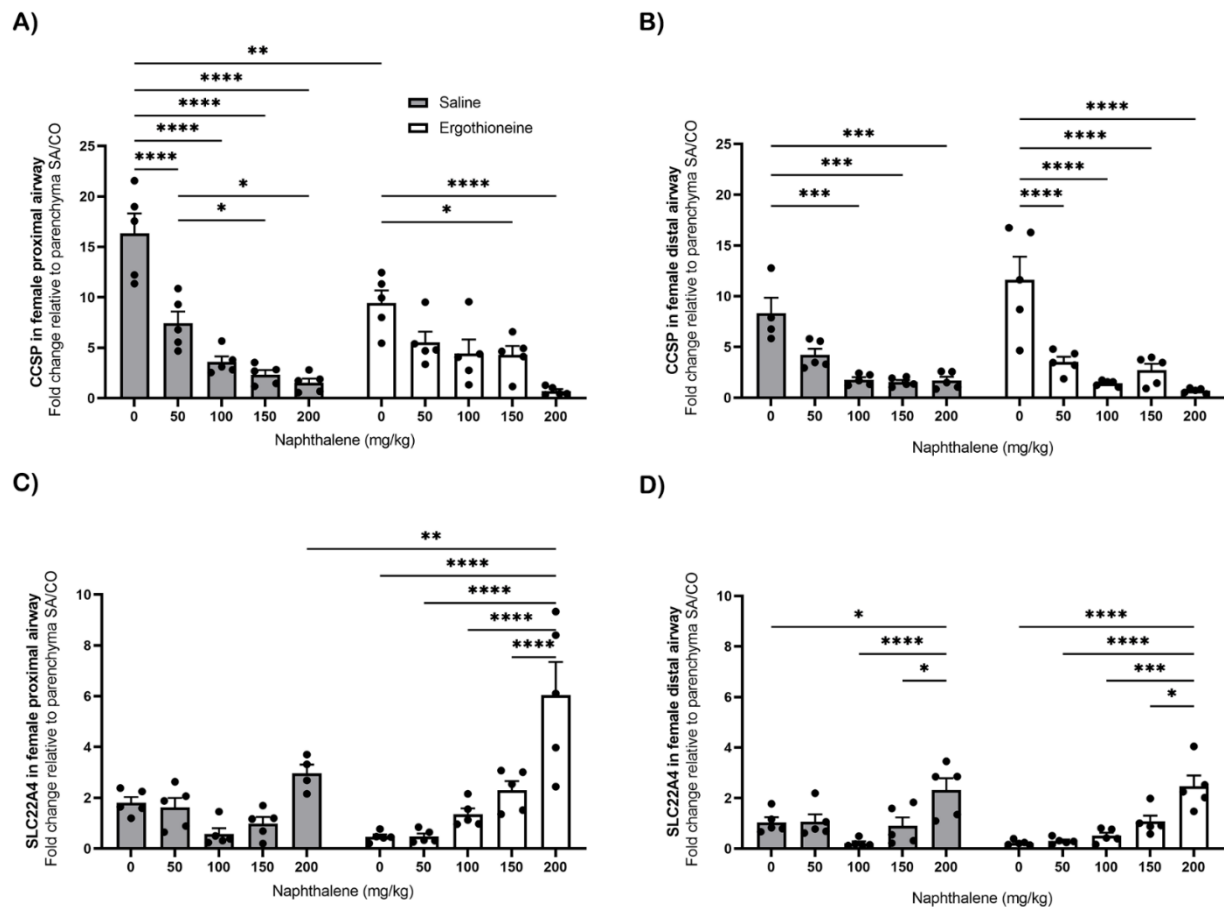 A)
**
****
****
****
****
*
*
Saline
Ergothioneine
****
*
CCSP in female proximal airway
Fold change relative to parenchyma SA/CO
25
20
15
10
5
0
0 50 100 150 200 0 50 100 150 200
Naphthalene (mg/kg)
B)
***
***
***
****
****
****
****
CCSP in female distal airway
Fold change relative to parenchyma SA/CO
25
20
15
10
5
0
0 50 100 150 200 0 50 100 150 200
Naphthalene (mg/kg)
C)
**
****
****
****
****
SLC22A4 in female proximal airway
Fold change relative to parenchyma SA/CO
10
8
6
4
2
0
0 50 100 150 200 0 50 100 150 200
Naphthalene (mg/kg)
D)
*
****
*
****
****
***
*
SLC22A4 in female distal airway
Fold change relative to parenchyma SA/CO
10
8
6
4
2
0
0 50 100 150 200 0 50 100 150 200
Naphthalene (mg/kg)